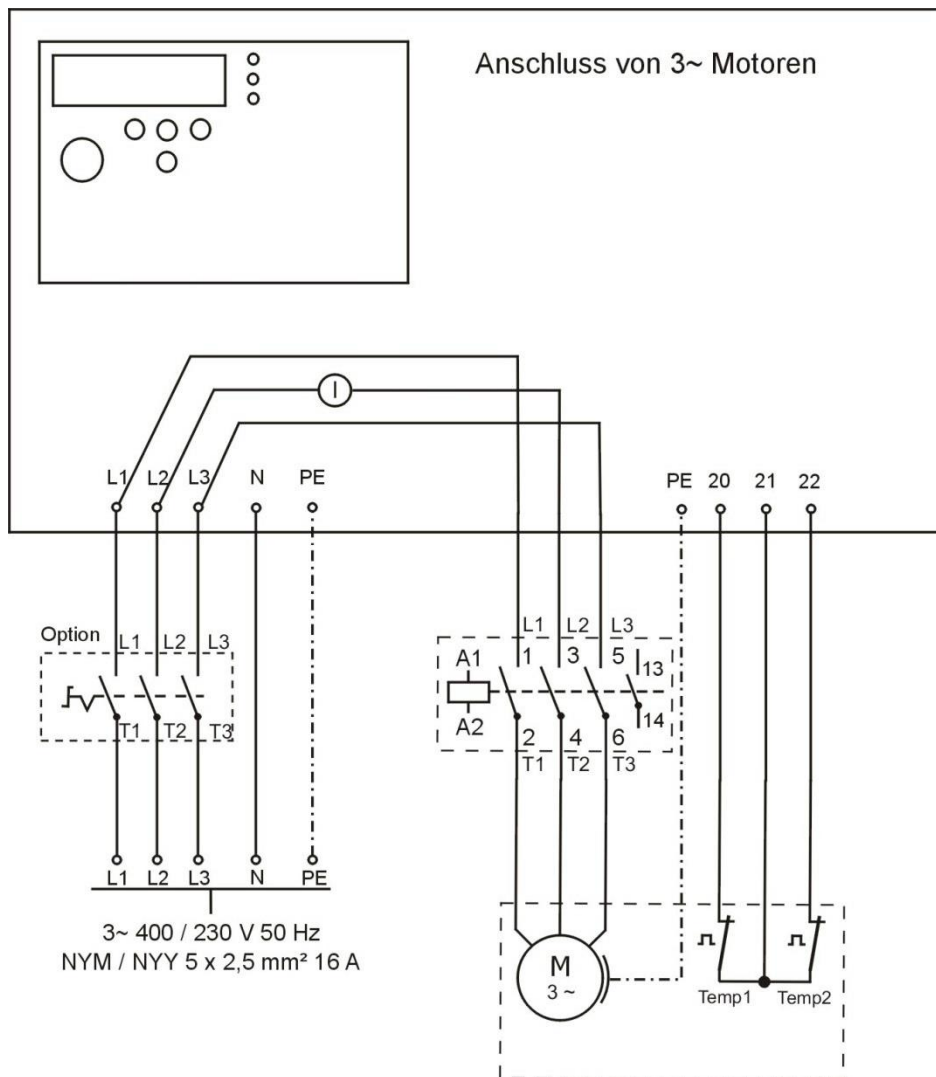 Anschluss von 3~ Motoren
I
L1 L2 L3 N PE
PE 20 21 22
Option
L1 L2 L3
T1 T2 T3
L1 L2 L3
A1 1 3 5 13
A2 2 4 6 14
T1 T2 T3
L1 L2 L3 N PE
3~ 400 / 230 V 50 Hz
NYM / NYY 5 x 2,5 mm² 16 A
M
3 ~
Temp1 Temp2